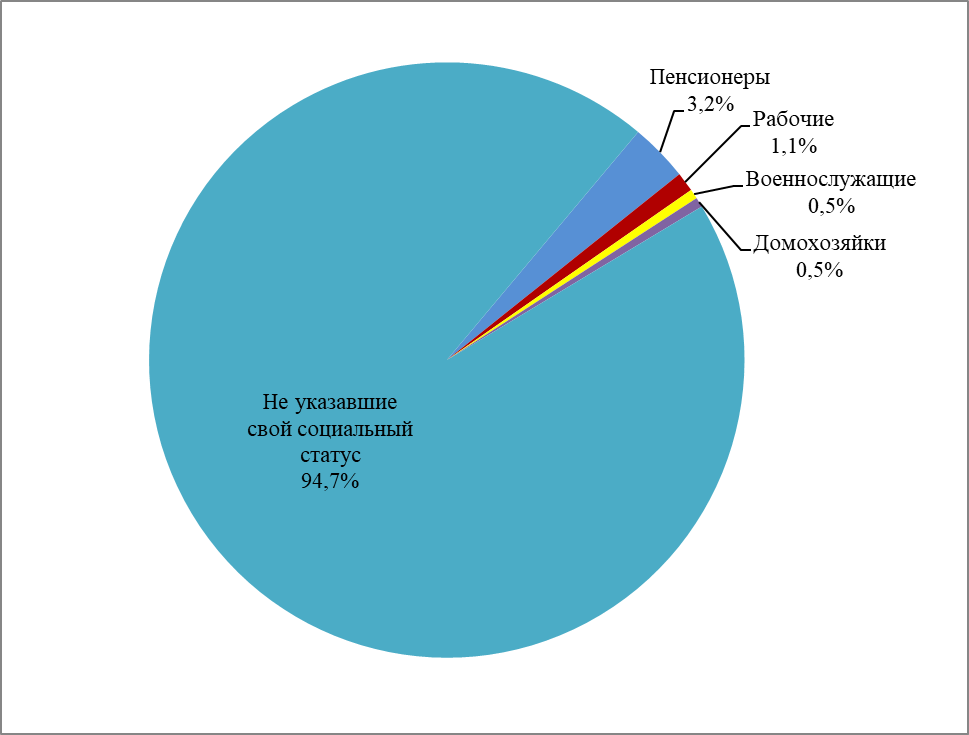 Пенсионеры
3,2%
Рабочие
1,1%
Военнослужащие
0,5%
Домохозяйки
0,5%
Не указавшие
свой социальный
статус
94,7%